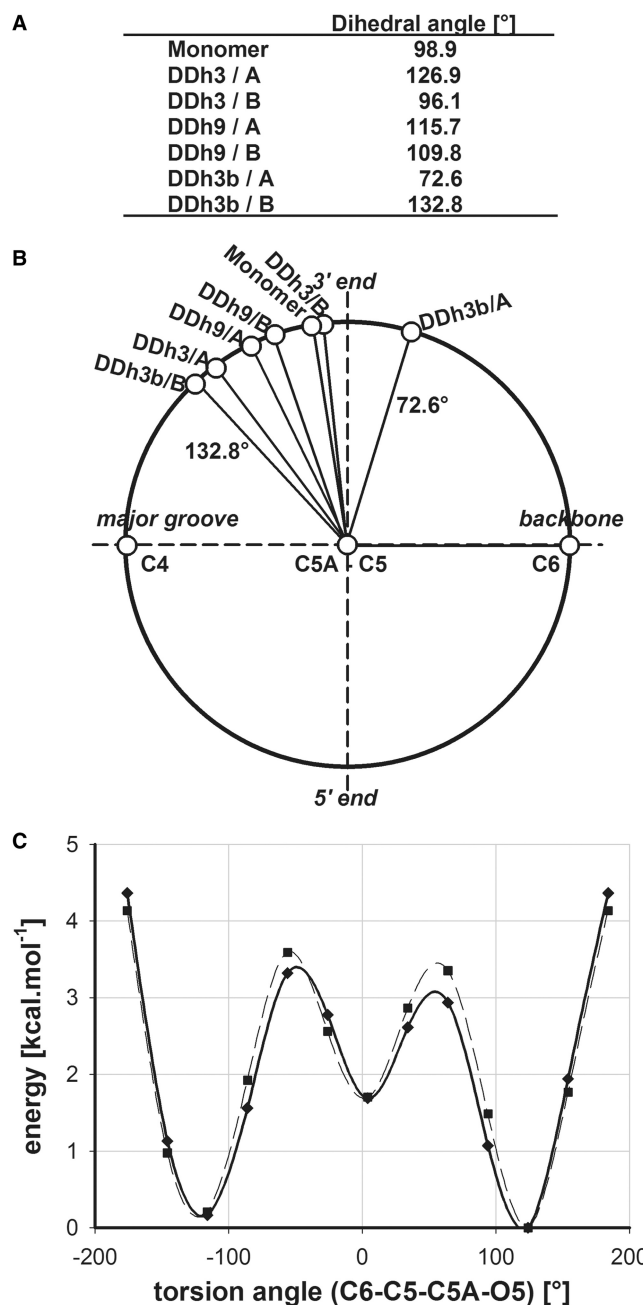 A
Dihedral angle [°]
Monomer 98.9
DDh3 / A 126.9
DDh3 / B 96.1
DDh9 / A 115.7
DDh9 / B 109.8
DDh3b / A 72.6
DDh3b / B 132.8
B
3' end
DDh3/B
Monomer
DDh9/B
DDh9/A
DDh3/A
DDh3b/B
DDh3b/A
72.6°
132.8°
major groove
backbone
C4
C5A - C5
C6
5' end
C
5
4
3
2
1
0
energy [kcal.mol-1]
-200 -100 0 100 200
torsion angle (C6-C5-C5A-O5) [°]